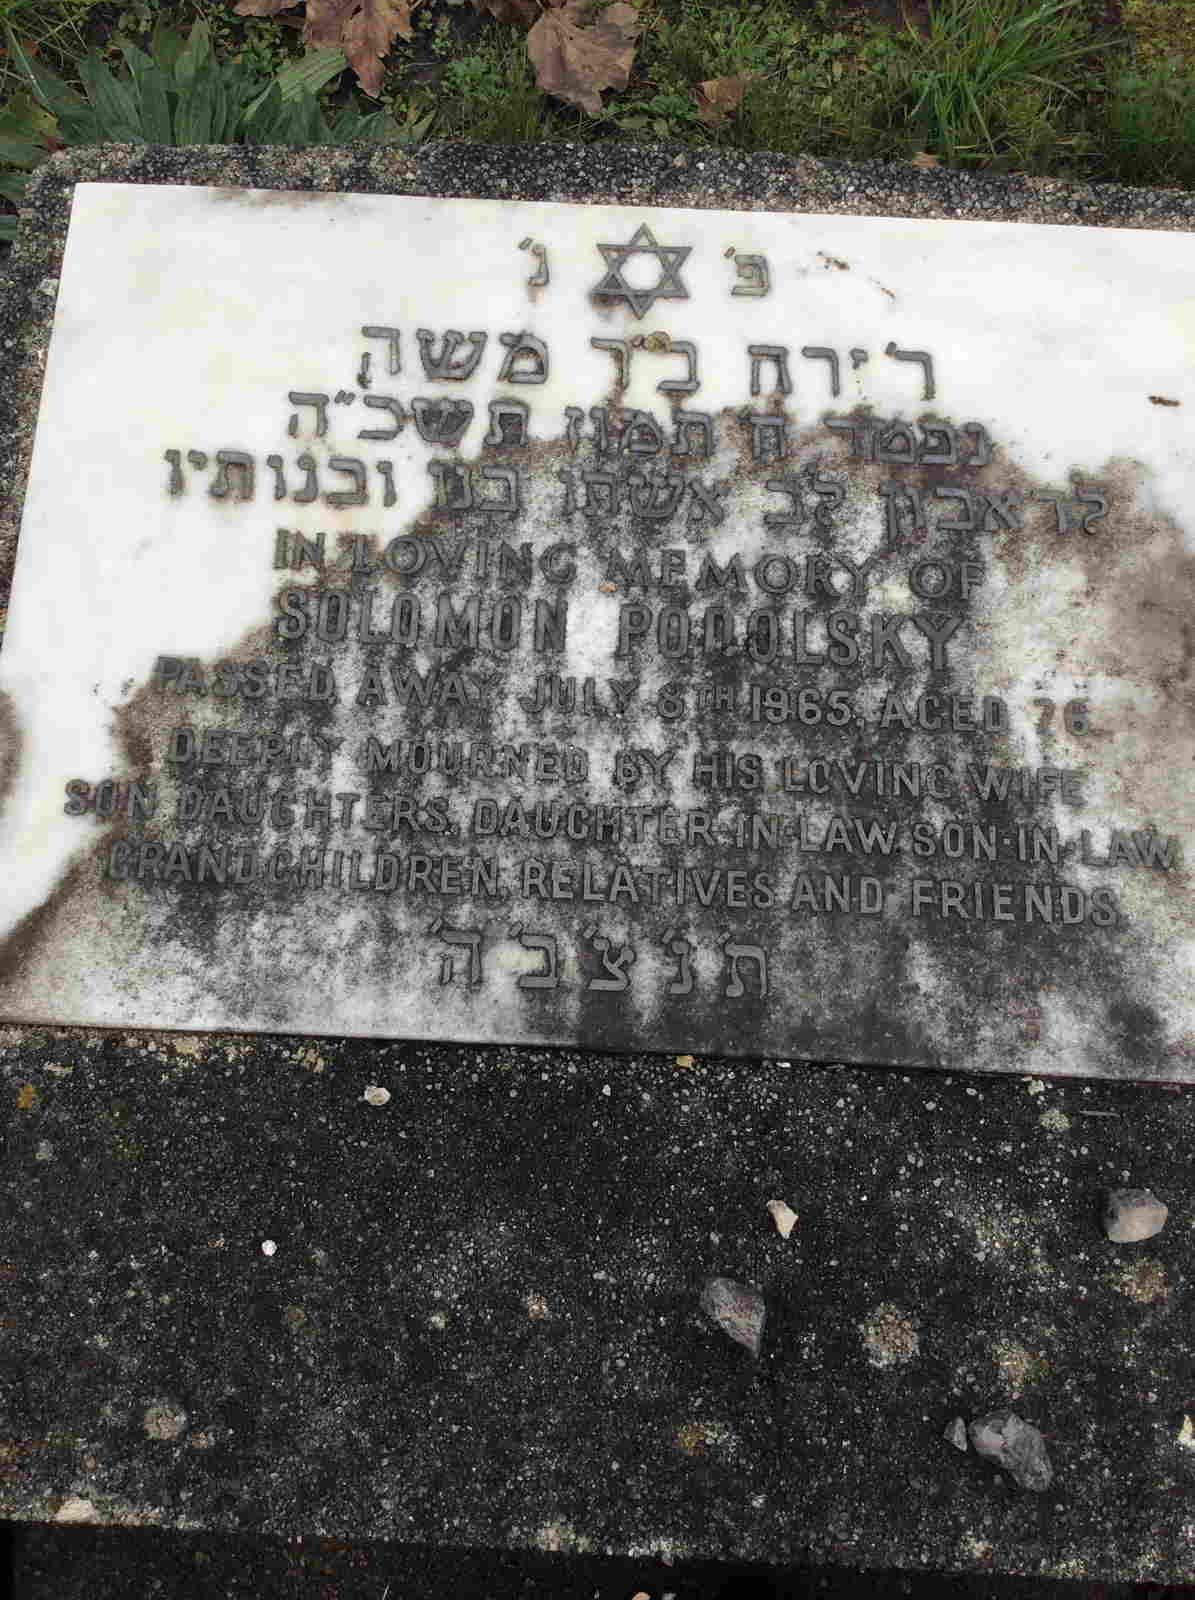 פ' נ'
ר' ירח ב'ר משה
נפטר ח' תמוז תשכ"ה
לדאבון לב אשתו בנו ובנותיו
IN LOVING MEMORY OF
SOLOMON PODOLSKY
PASSED AWAY JULY 8TH 1965. AGED 76
DEEPLY MOURNED BY HIS LOVING WIFE
SON DAUGHTERS. DAUGHTER-IN-LAW. SON-IN-LAW
GRANDCHILDREN. RELATIVES AND FRIENDS
ת' נ' צ' ב' ה'